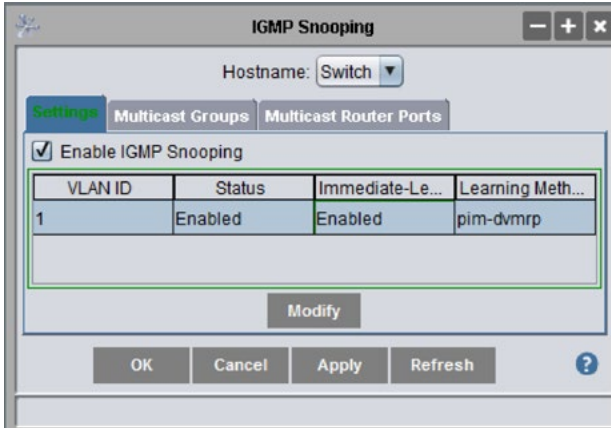 IGMP Snooping
Hostname: Switch
Settings Multicast Groups Multicast Router Ports
Enable IGMP Snooping
VLAN ID Status Immediate-Le... Learning Meth...
1 Enabled Enabled pim-dvmrp
Modify
OK Cancel Apply Refresh ?